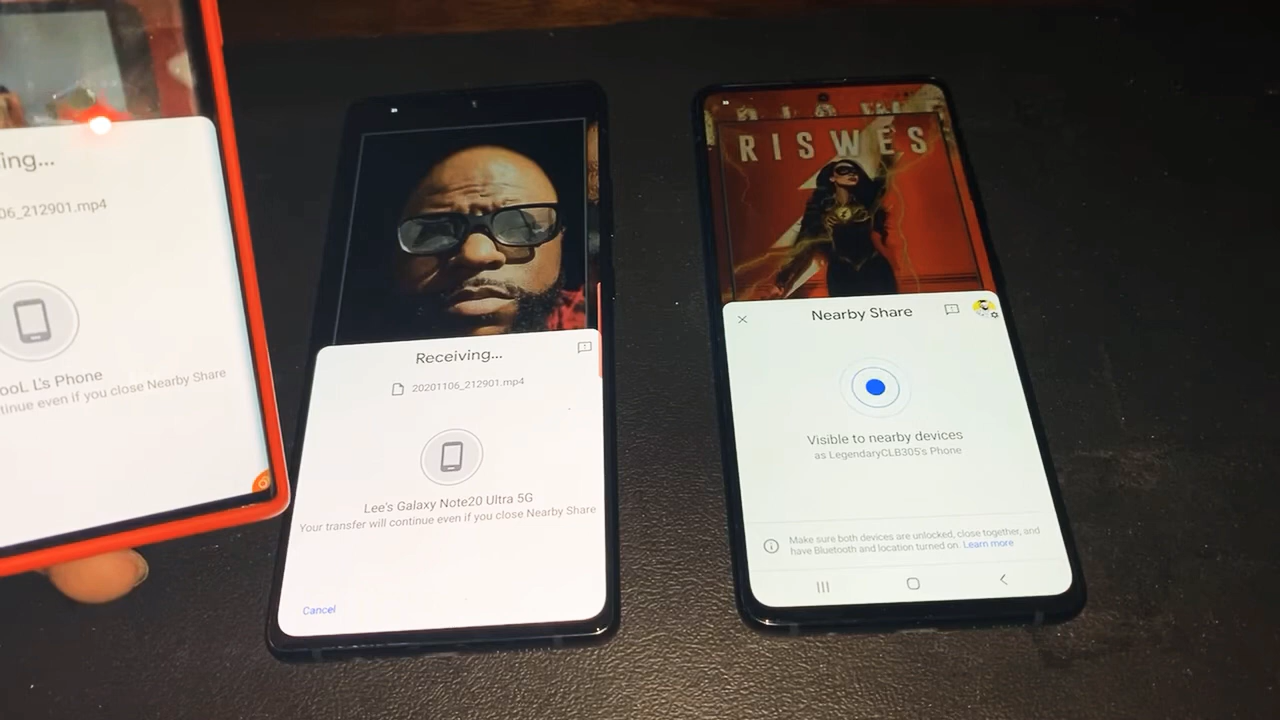 ing...
06_212901.mp4
ooL L's Phone
tinue even if you close Nearby Share
Receiving...
20201106_212901.mp4
Lee's Galaxy Note20 Ultra 5G
Your transfer will continue even if you close Nearby Share
Cancel
RISWES
Nearby Share
Visible to nearby devices
as LegendaryCLB305's Phone
Make sure both devices are unlocked, close together, and
have Bluetooth and location turned on. Learn more